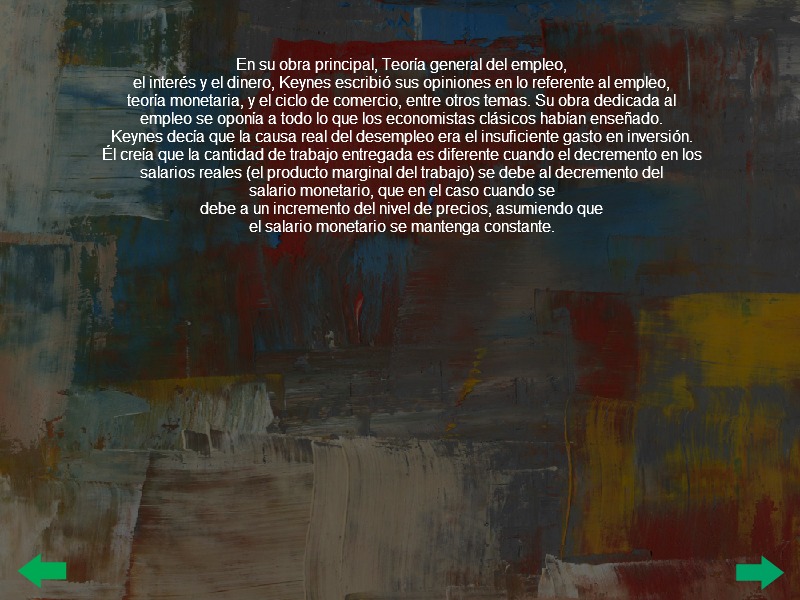 En su obra principal, Teoría general del empleo,
el interés y el dinero, Keynes escribió sus opiniones en lo referente al empleo,
teoría monetaria, y el ciclo de comercio, entre otros temas. Su obra dedicada al
empleo se oponía a todo lo que los economistas clásicos habían enseñado.
Keynes decía que la causa real del desempleo era el insuficiente gasto en inversión.
Él creía que la cantidad de trabajo entregada es diferente cuando el decremento en los
salarios reales (el producto marginal del trabajo) se debe al decremento del
salario monetario, que en el caso cuando se
debe a un incremento del nivel de precios, asumiendo que
el salario monetario se mantenga constante.